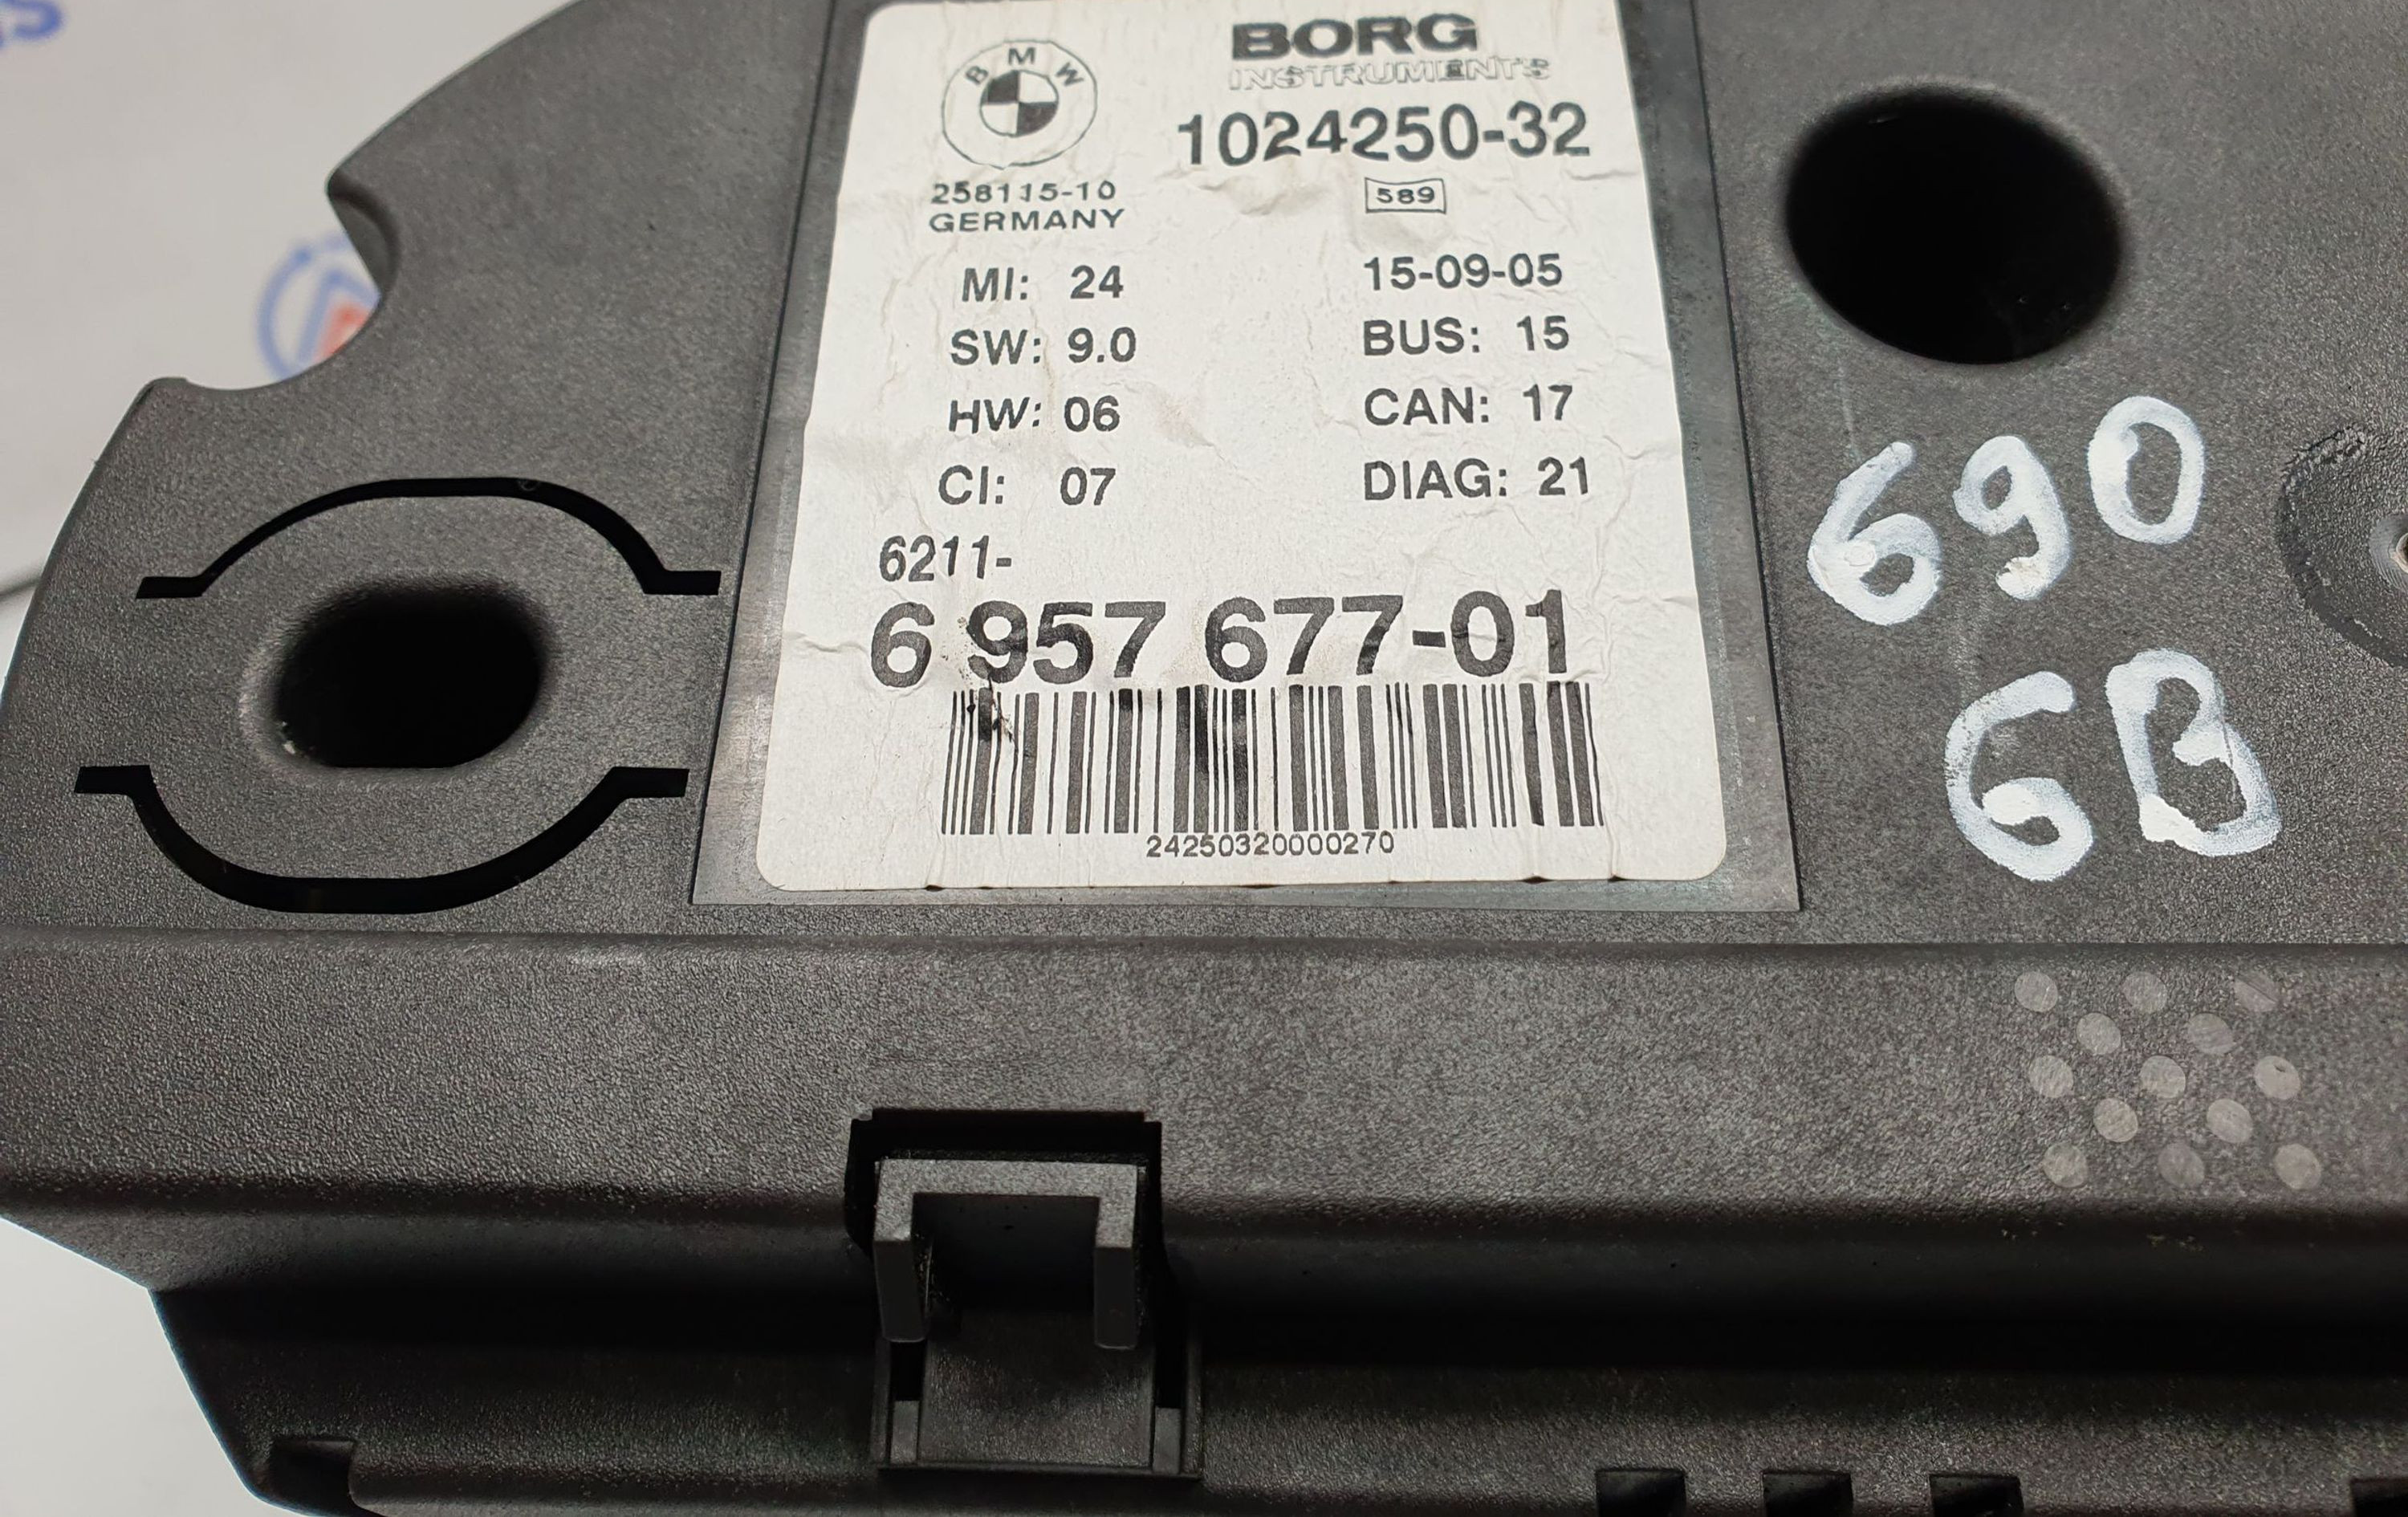 BMW
BORG
INSTRUMENTS
1024250-32
258115-10
GERMANY
589
MI: 24
15-09-05
SW: 9.0
BUS: 15
HW: 06
CAN: 17
CI: 07
DIAG: 21
6211-
6 957 677-01
24250320000270
690
6B